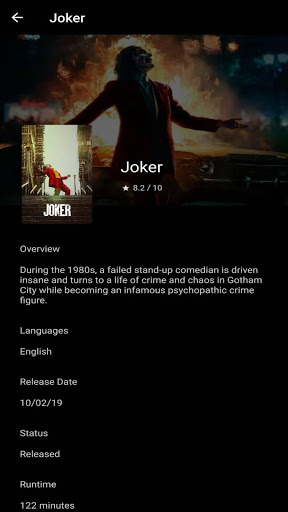 Joker
Joker
★ 8.2 / 10
JOKER
Overview
During the 1980s, a failed stand-up comedian is driven
insane and turns to a life of crime and chaos in Gotham
City while becoming an infamous psychopathic crime
figure.
Languages
English
Release Date
10/02/19
Status
Released
Runtime
122 minutes